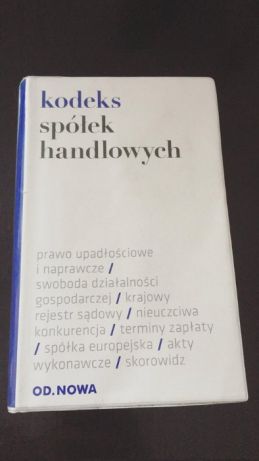 kodeks
spółek
handlowych
prawo upadłościowe
i naprawcze /
swoboda działalności
gospodarczej / krajowy
rejestr sądowy / nieuczciwa
konkurencja / terminy zapłaty
/ spółka europejska / akty
wykonawcze / skorowidz
OD.NOWA